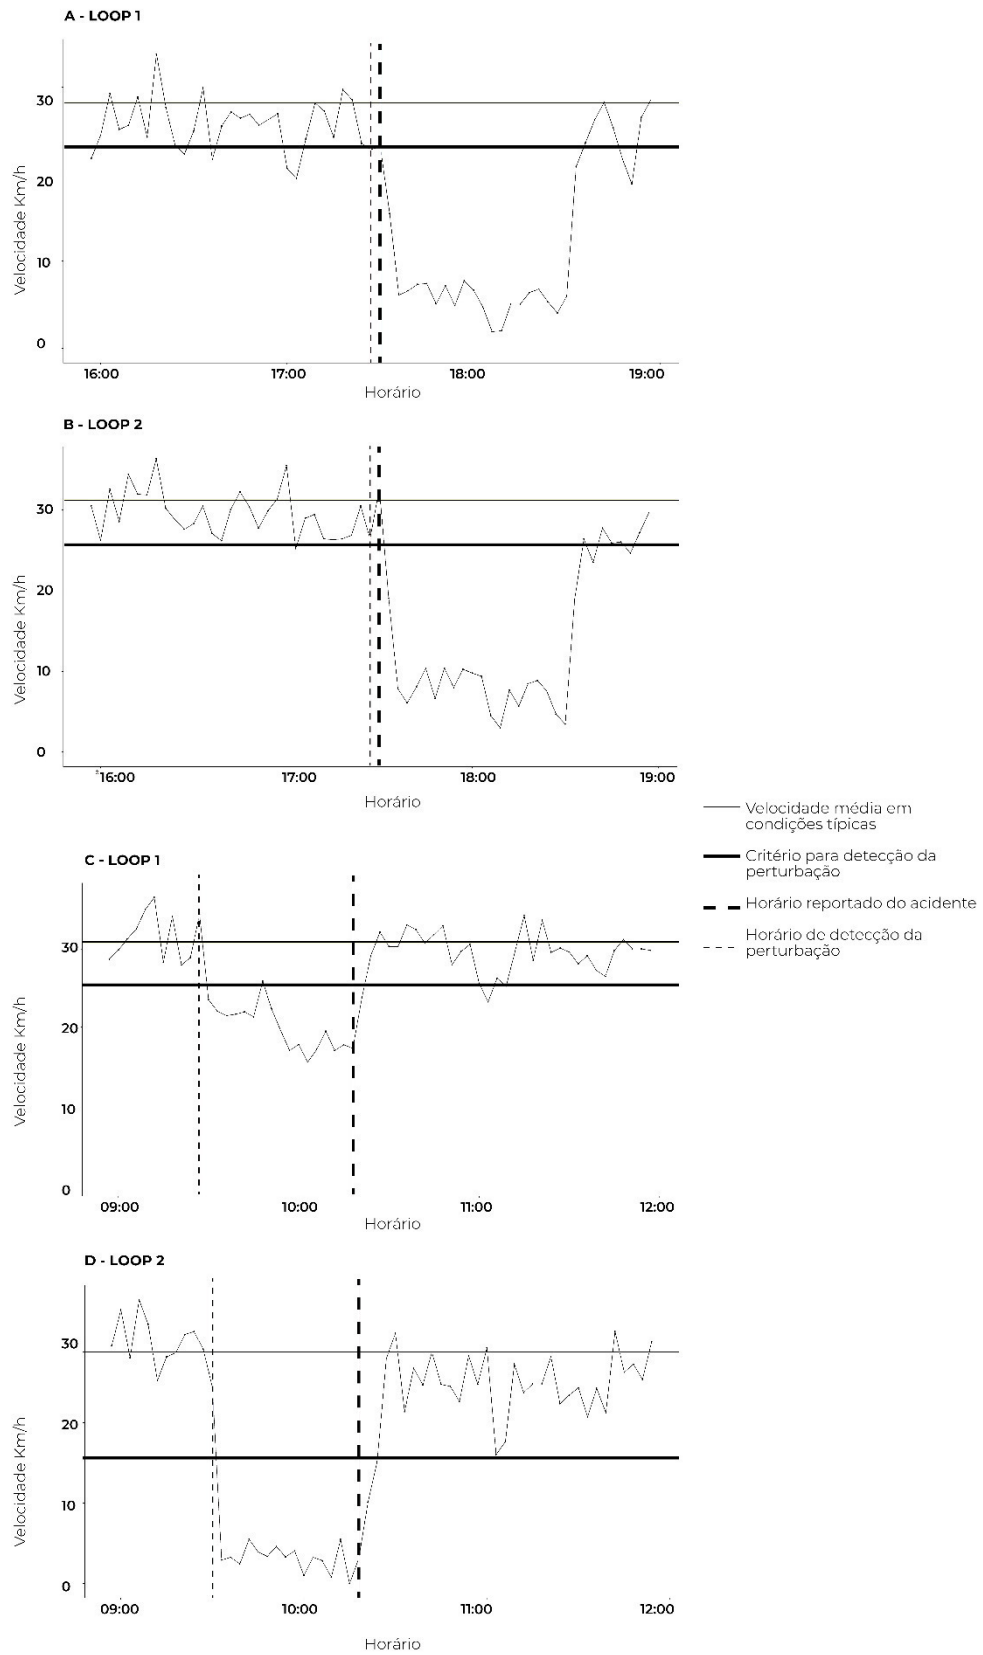 A - LOOP 1
30
20
10
0
Velocidade Km/h
16:00 17:00 18:00 19:00
Horário
B - LOOP 2
30
20
10
0
Velocidade Km/h
16:00 17:00 18:00 19:00
Horário
Velocidade média em
condições típicas
Critério para detecção da
perturbação
Horário reportado do acidente
Horário de detecção da
perturbação
C - LOOP 1
30
20
10
0
Velocidade Km/h
09:00 10:00 11:00 12:00
Horário
D - LOOP 2
30
20
10
0
Velocidade Km/h
09:00 10:00 11:00 12:00
Horário